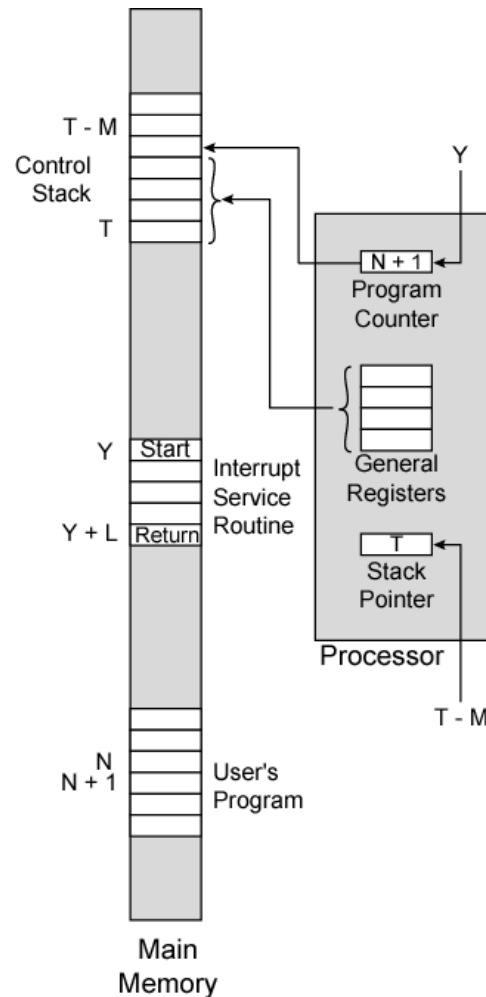 T - M
Control
Stack
T
Y
Start
Interrupt
Service
Routine
Y + L
Return
N
N + 1
User's
Program
Main
Memory
Y
N + 1
Program
Counter
General
Registers
T
Stack
Pointer
Processor
T - M